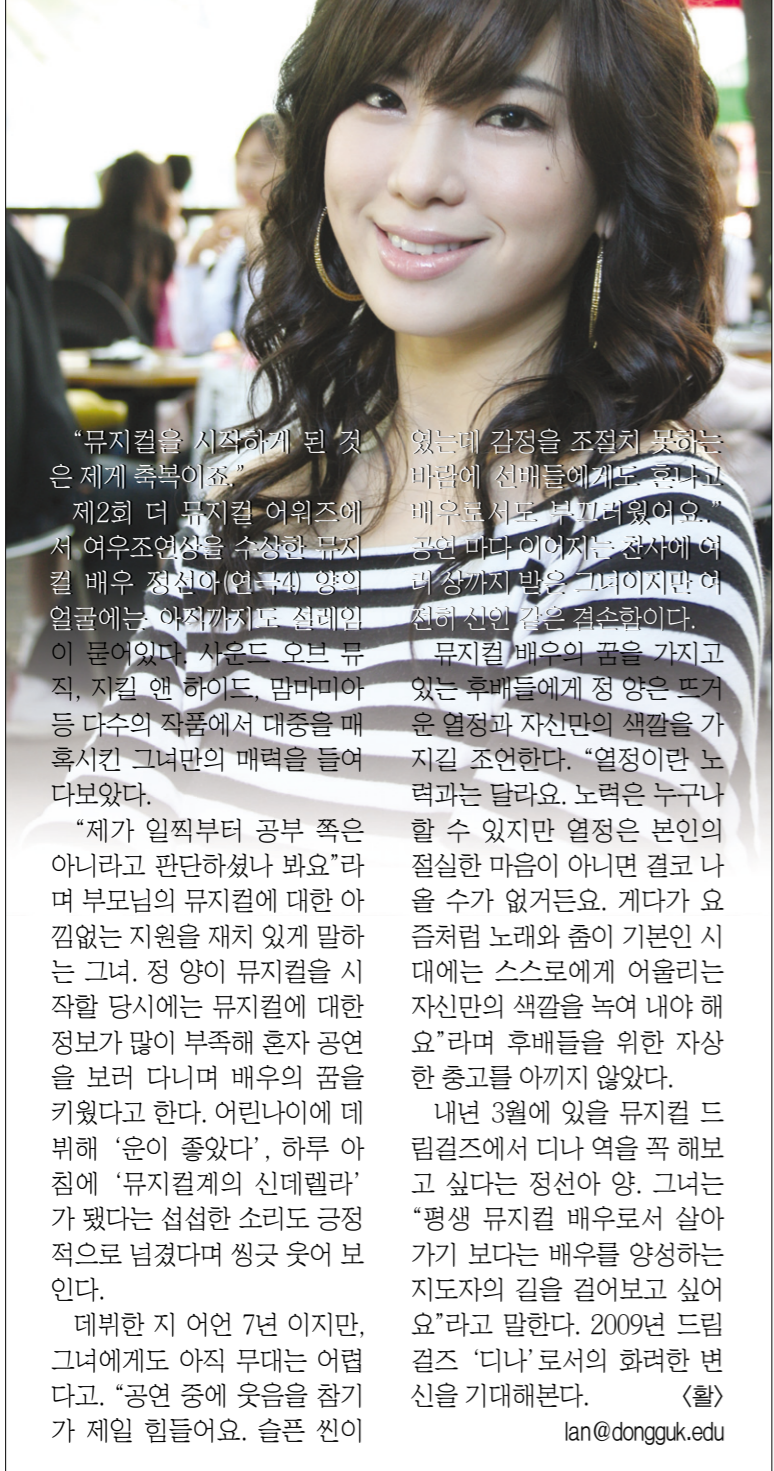 “뮤지컬을 시작하게 된 것
은 제게 축복이죠.”
제2회 더 뮤지컬 어워즈에
서 여우조연상을 수상한 뮤지
컬 배우 정선아(연극4) 양의
얼굴에는 아직까지도 설레임
이 묻어있다. 사운드 오브 뮤
직, 지킬 앤 하이드, 맘마미아
등 다수의 작품에서 대중을 매
혹시킨 그녀만의 매력을 들여
다보았다.
“제가 일찍부터 공부 쪽은
아니라고 판단하셨나 봐요”라
며 부모님의 뮤지컬에 대한 아
낌없는 지원을 재치 있게 말하
는 그녀. 정 양이 뮤지컬을 시
작할 당시에는 뮤지컬에 대한
정보가 많이 부족해 혼자 공연
을 보러 다니며 배우의 꿈을
키웠다고 한다. 어린나이에 데
뷔해 ‘운이 좋았다’, 하루 아
침에 ‘뮤지컬계의 신데렐라’
가 됐다는 섭섭한 소리도 긍정
적으로 넘겼다며 씽긋 웃어 보
인다.
데뷔한 지 어언 7년 이지만,
그녀에게도 아직 무대는 어렵
다고. “공연 중에 웃음을 참기
가 제일 힘들어요. 슬픈 씬이
였는데 감정을 조절치 못하는
바람에 선배들에게도 혼나고
배우로서도 부끄러웠어요.”
공연 마다 이어지는 찬사에 여
러 상까지 받은 그녀이지만 여
전히 신인 같은 겸손함이다.
뮤지컬 배우의 꿈을 가지고
있는 후배들에게 정 양은 뜨거
운 열정과 자신만의 색깔을 가
지길 조언한다. “열정이란 노
력과는 달라요. 노력은 누구나
할 수 있지만 열정은 본인의
절실한 마음이 아니면 결코 나
올 수가 없거든요. 게다가 요
즘처럼 노래와 춤이 기본인 시
대에는 스스로에게 어울리는
자신만의 색깔을 녹여 내야 해
요”라며 후배들을 위한 자상
한 충고를 아끼지 않았다.
내년 3월에 있을 뮤지컬 드
림걸즈에서 디나 역을 꼭 해보
고 싶다는 정선아 양. 그녀는
“평생 뮤지컬 배우로서 살아
가기 보다는 배우를 양성하는
지도자의 길을 걸어보고 싶어
요”라고 말한다. 2009년 드림
걸즈 ‘디나’로서의 화려한 변
신을 기대해본다. 〈활〉
lan@dongguk.edu